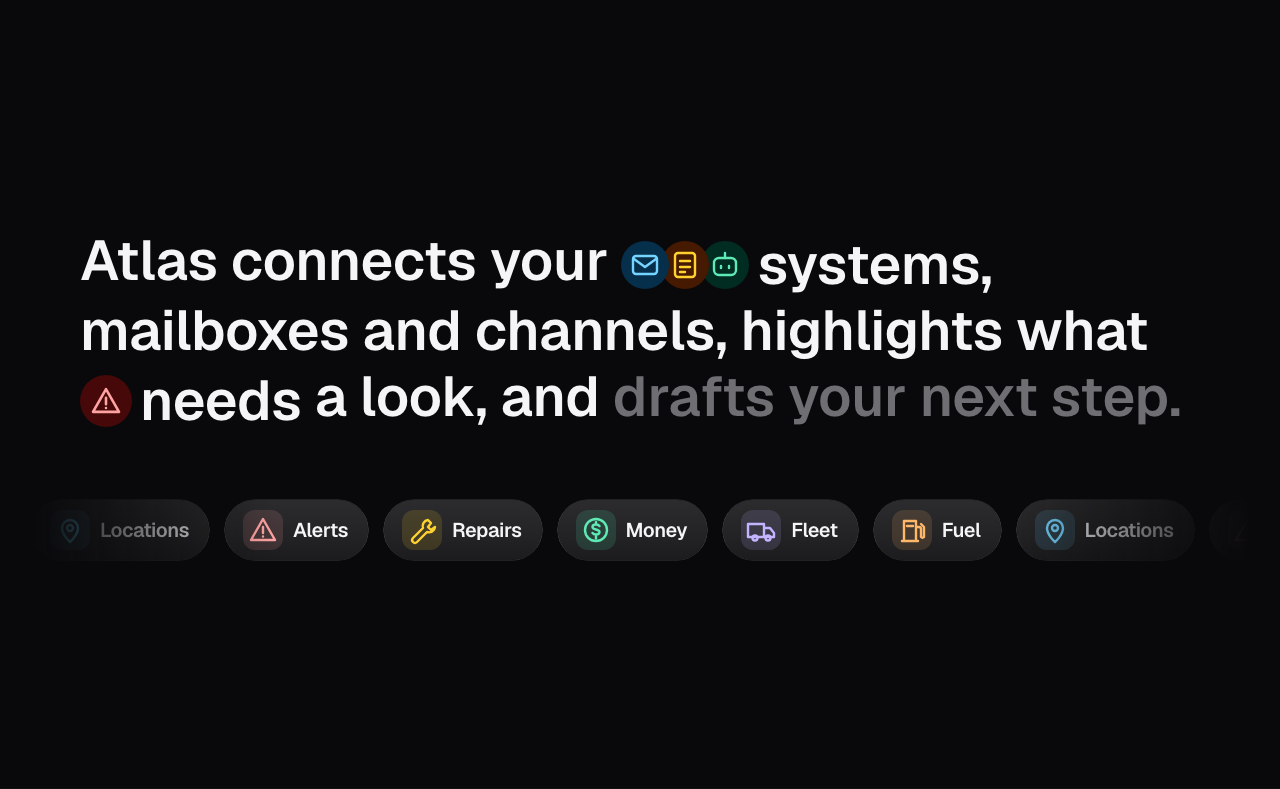 Atlas connects your systems,
mailboxes and channels, highlights what
needs a look, and drafts your next step.
Locations Alerts Repairs Money Fleet Fuel Locations